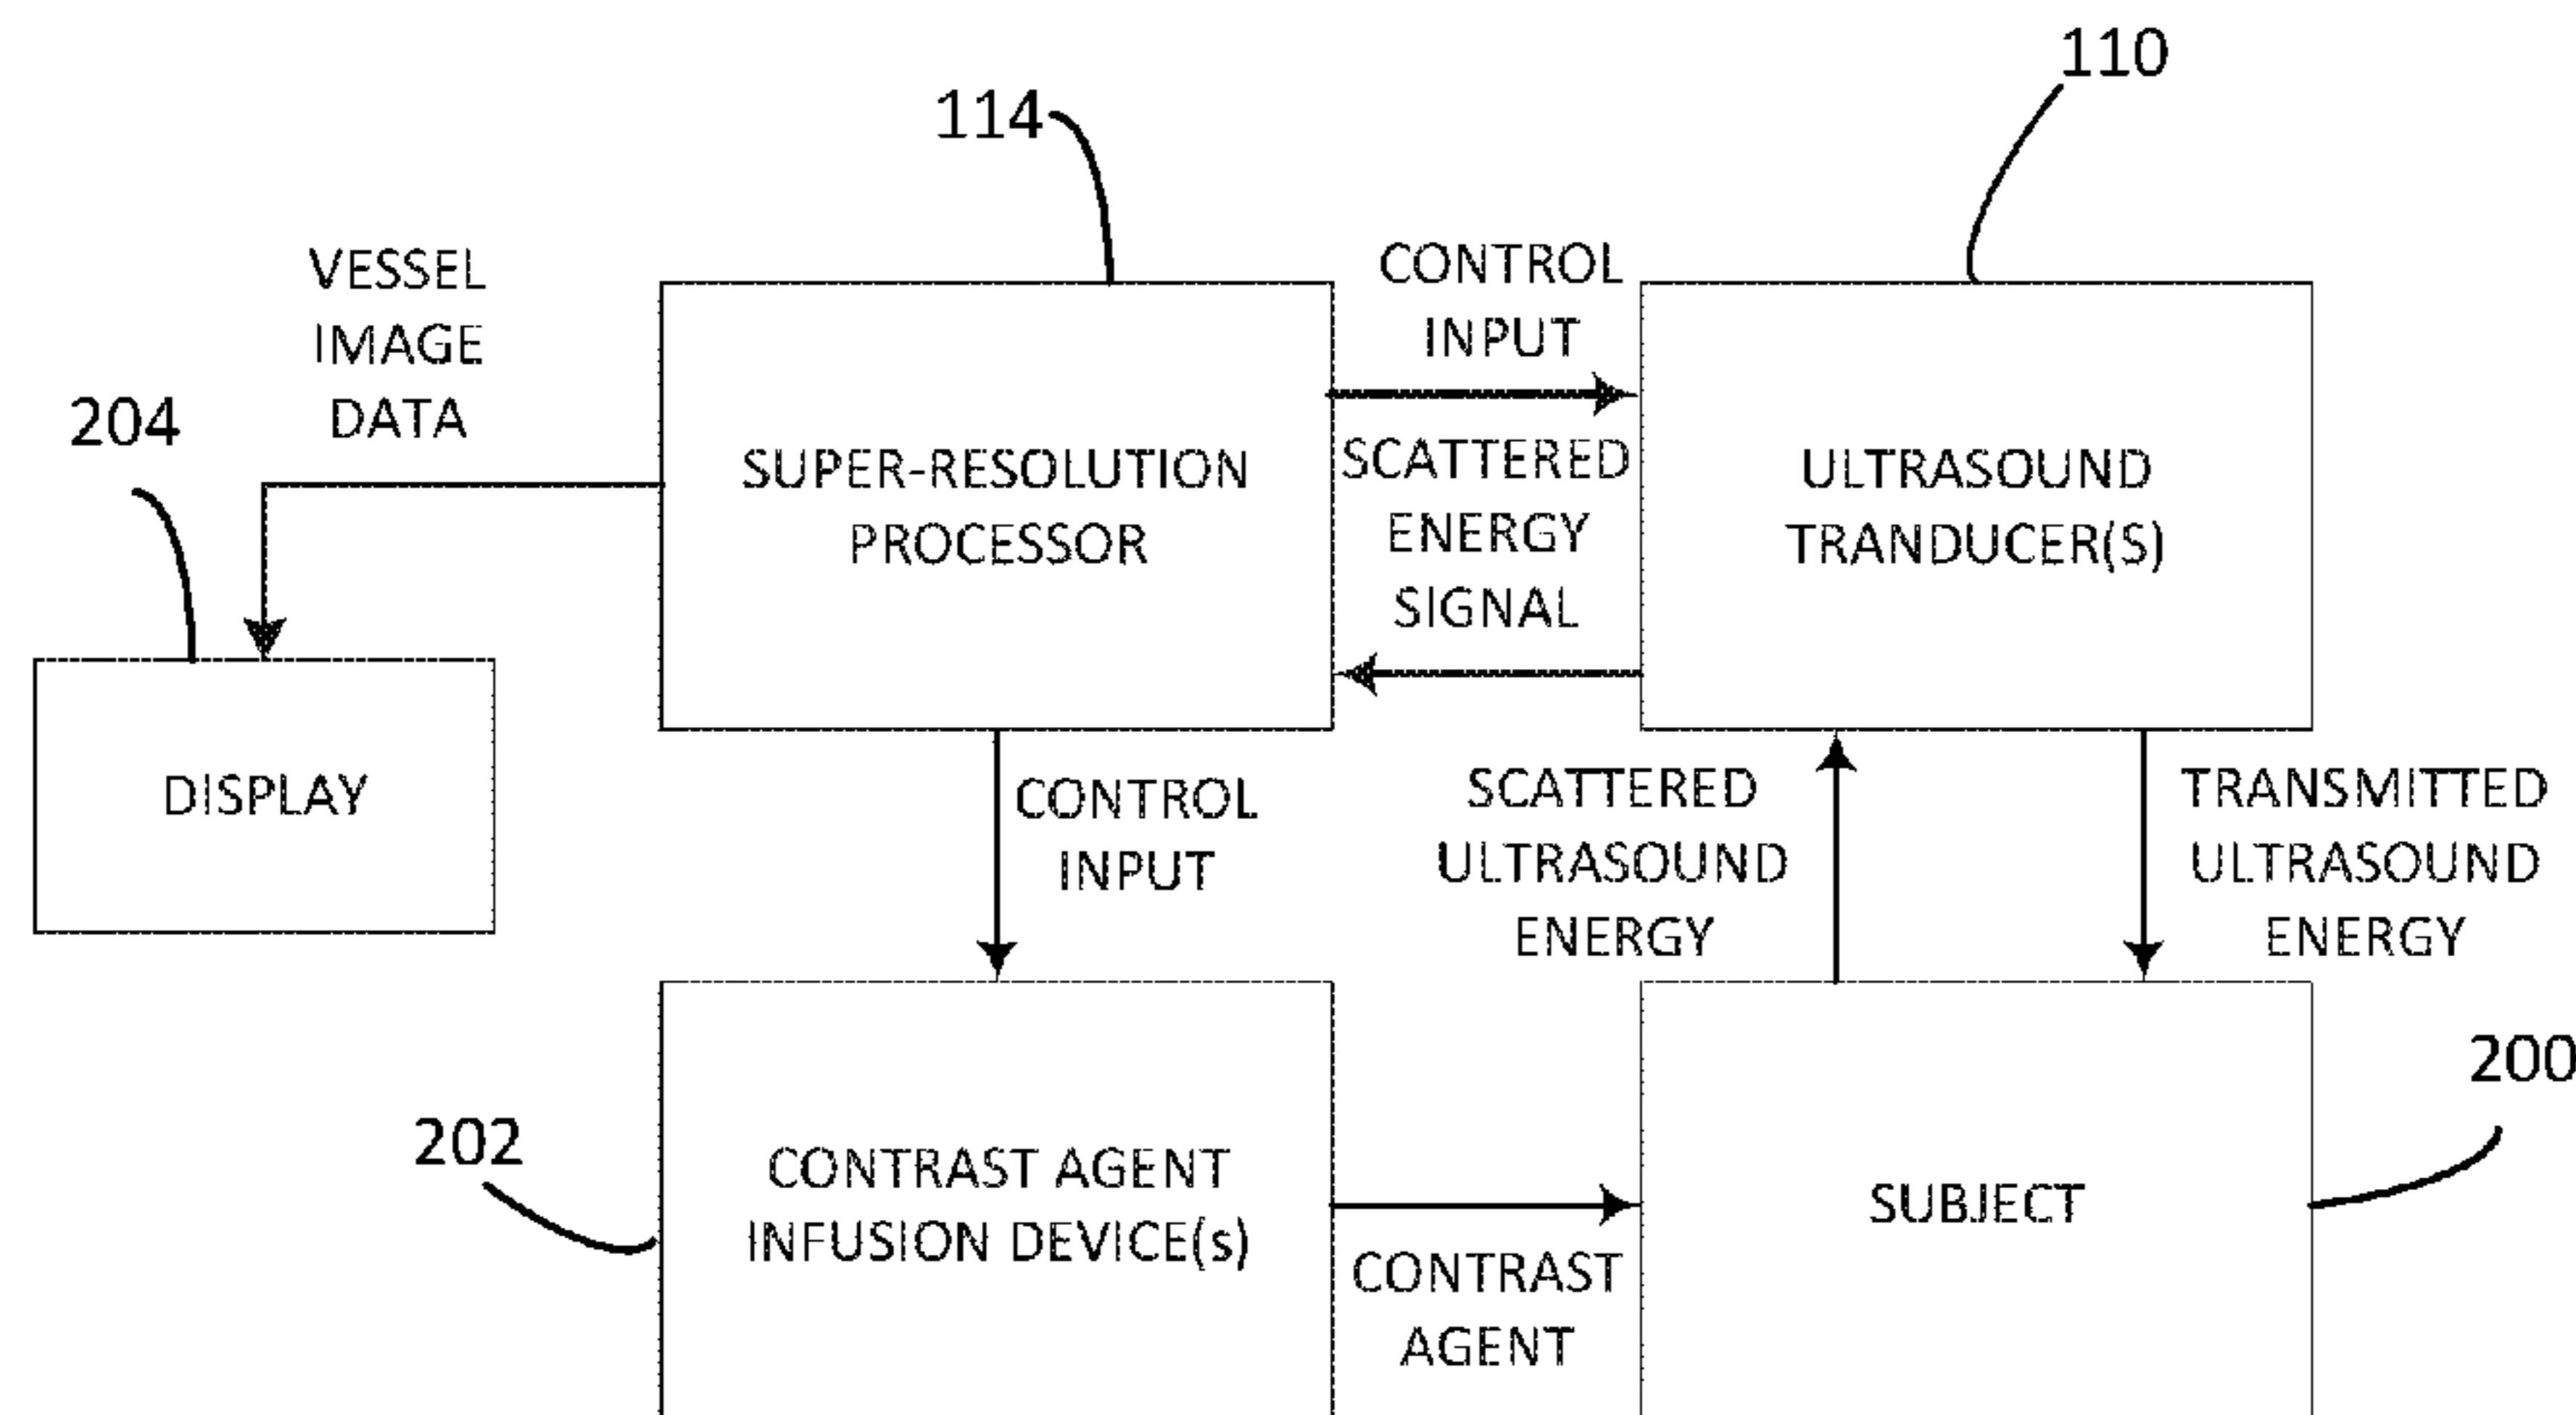 110
114
VESSEL
IMAGE
DATA
CONTROL
INPUT
204
SUPER-RESOLUTION
PROCESSOR
SCATTERED
ENERGY
SIGNAL
ULTRASOUND
TRANDUCER(S)
DISPLAY
CONTROL
INPUT
SCATTERED
ULTRASOUND
ENERGY
TRANSMITTED
ULTRASOUND
ENERGY
200
202
CONTRAST AGENT
INFUSION DEVICE(s)
SUBJECT
CONTRAST
AGENT